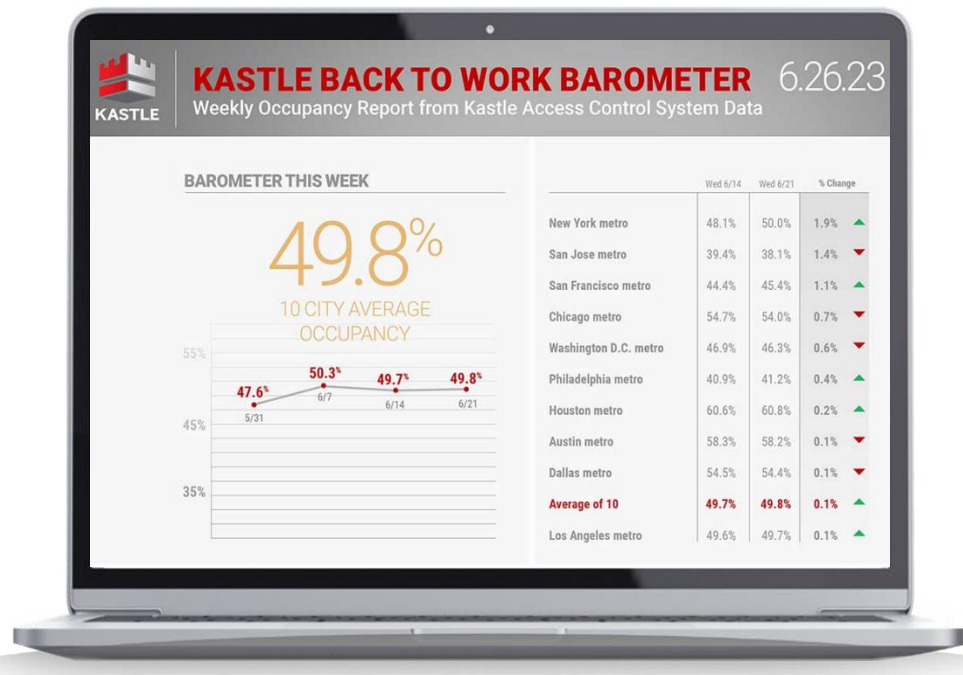 KASTLE
KASTLE BACK TO WORK BAROMETER 6.26.23
Weekly Occupancy Report from Kastle Access Control System Data
BAROMETER THIS WEEK
49.8%
10 CITY AVERAGE
OCCUPANCY
55%
45%
35%
47.6%
5/31
50.3%
6/7
49.7%
6/14
49.8%
6/21
Wed 6/14 Wed 6/21 % Change
New York metro 48.1% 50.0% 1.9%
San Jose metro 39.4% 38.1% 1.4%
San Francisco metro 44.4% 45.4% 1.1%
Chicago metro 54.7% 54.0% 0.7%
Washington D.C. metro 46.9% 46.3% 0.6%
Philadelphia metro 40.9% 41.2% 0.4%
Houston metro 60.6% 60.8% 0.2%
Austin metro 58.3% 58.2% 0.1%
Dallas metro 54.5% 54.4% 0.1%
Average of 10 49.7% 49.8% 0.1%
Los Angeles metro 49.6% 49.7% 0.1%